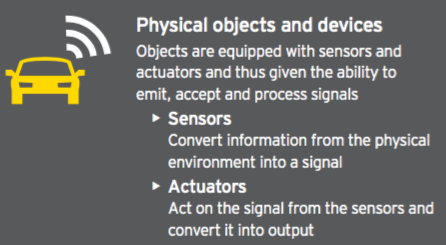 Physical objects and devices
Objects are equipped with sensors and
actuators and thus given the ability to
emit, accept and process signals
▸ Sensors
Convert information from the physical
environment into a signal
▸ Actuators
Act on the signal from the sensors and
convert it into output